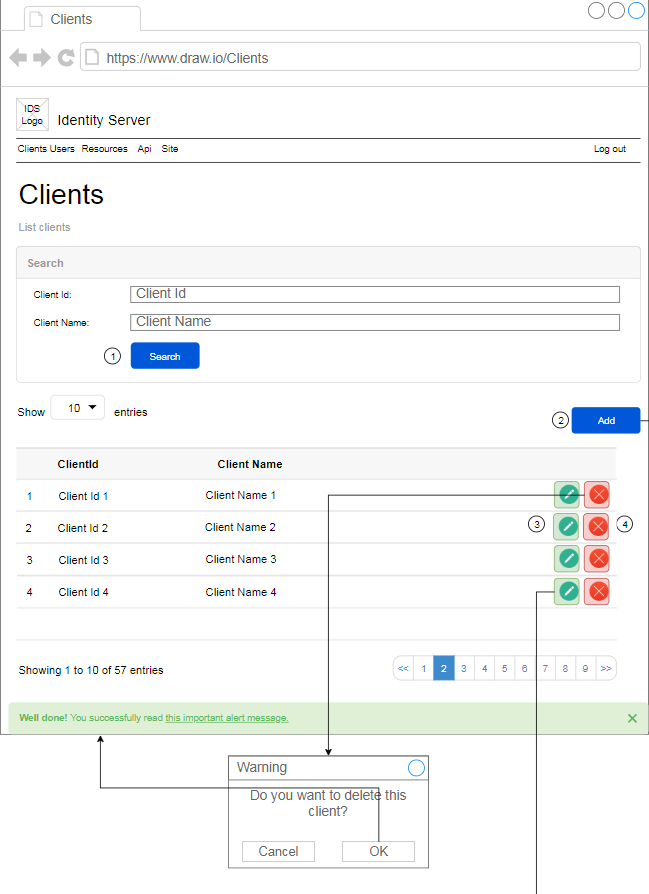 Clients
https://www.draw.io/Clients
IDS
Logo
Identity Server
Clients Users Resources Api Site Log out
Clients
List clients
Search
Client Id: Client Id
Client Name: Client Name
1 Search
Show 10 entries
2 Add
ClientId Client Name
1 Client Id 1 Client Name 1
2 Client Id 2 Client Name 2 3 4
3 Client Id 3 Client Name 3
4 Client Id 4 Client Name 4
Showing 1 to 10 of 57 entries << 1 2 3 4 5 6 7 8 9 >>
Well done! You successfully read this important alert message.
Warning
Do you want to delete this
client?
Cancel OK